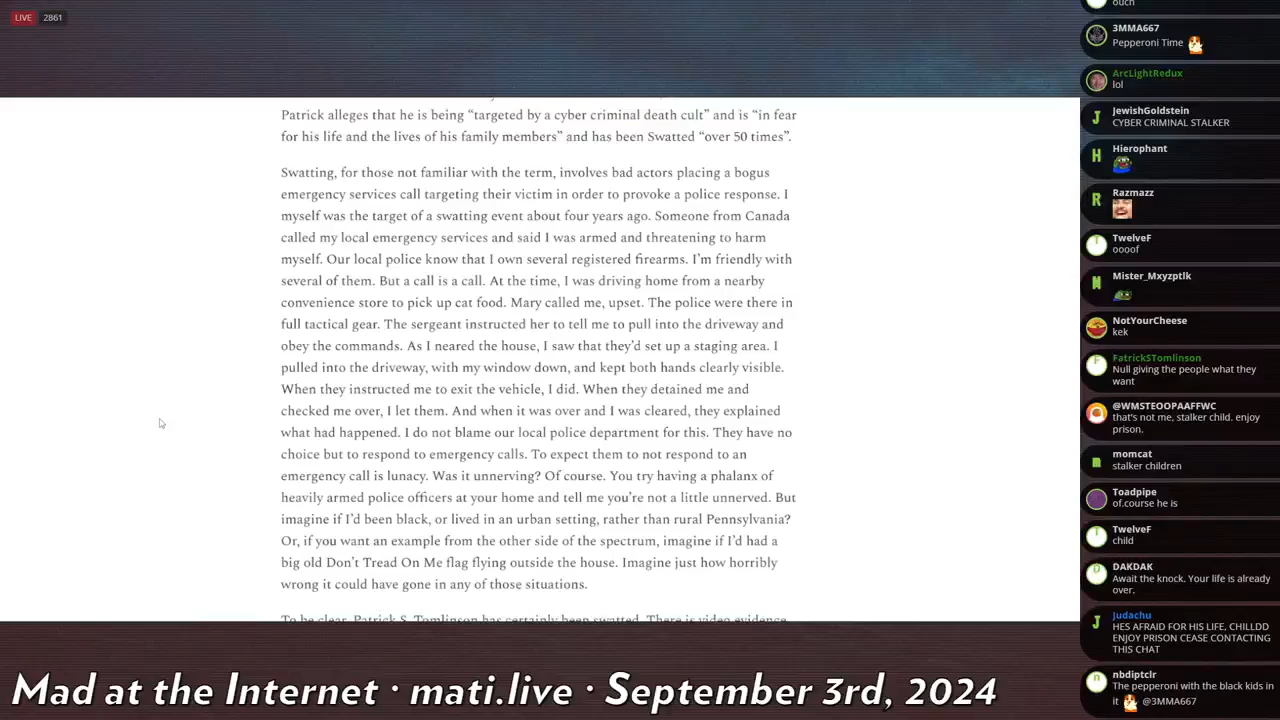 LIVE 2861
Patrick alleges that he is being “targeted by a cyber criminal death cult” and is “in fear
for his life and the lives of his family members” and has been Swatted “over 50 times”.
Swatting, for those not familiar with the term, involves bad actors placing a bogus
emergency services call targeting their victim in order to provoke a police response. I
myself was the target of a swatting event about four years ago. Someone from Canada
called my local emergency services and said I was armed and threatening to harm
myself. Our local police know that I own several registered firearms. I’m friendly with
several of them. But a call is a call. At the time, I was driving home from a nearby
convenience store to pick up cat food. Mary called me, upset. The police were there in
full tactical gear. The sergeant instructed her to tell me to pull into the driveway and
obey the commands. As I neared the house, I saw that they’d set up a staging area. I
pulled into the driveway, with my window down, and kept both hands clearly visible.
When they instructed me to exit the vehicle, I did. When they detained me and
checked me over, I let them. And when it was over and I was cleared, they explained
what had happened. I do not blame our local police department for this. They have no
choice but to respond to emergency calls. To expect them to not respond to an
emergency call is lunacy. Was it unnerving? Of course. You try having a phalanx of
heavily armed police officers at your home and tell me you’re not a little unnerved. But
imagine if I’d been black, or lived in an urban setting, rather than rural Pennsylvania?
Or, if you want an example from the other side of the spectrum, imagine if I’d had a
big old Don’t Tread On Me flag flying outside the house. Imagine just how horribly
wrong it could have gone in any of those situations.
To be clear, Patrick S. Tomlinson has certainly been swatted. There is video evidence
ouch
3MMA667
Pepperoni Time
ArcLightRedux
lol
J
JewishGoldstein
CYBER CRIMINAL STALKER
H
Hierophant
R
Razmazz
T
TwelveF
oooof
M
Mister_Mxyzptlk
NotYourCheese
kek
F
FatrickSTomlinson
Null giving the people what they
want
@WMSTEOOPAAFFWC
that's not me, stalker child. enjoy
prison.
m
momcat
stalker children
Toadpipe
of.course he is
T
TwelveF
child
D
DAKDAK
Await the knock. Your life is already
over.
J
Judachu
HES AFRAID FOR HIS LIFE, CHILLDD
ENJOY PRISON CEASE CONTACTING
THIS CHAT
n
nbdiptclr
The pepperoni with the black kids in
it @3MMA667
Mad at the Internet · mati.live · September 3rd, 2024